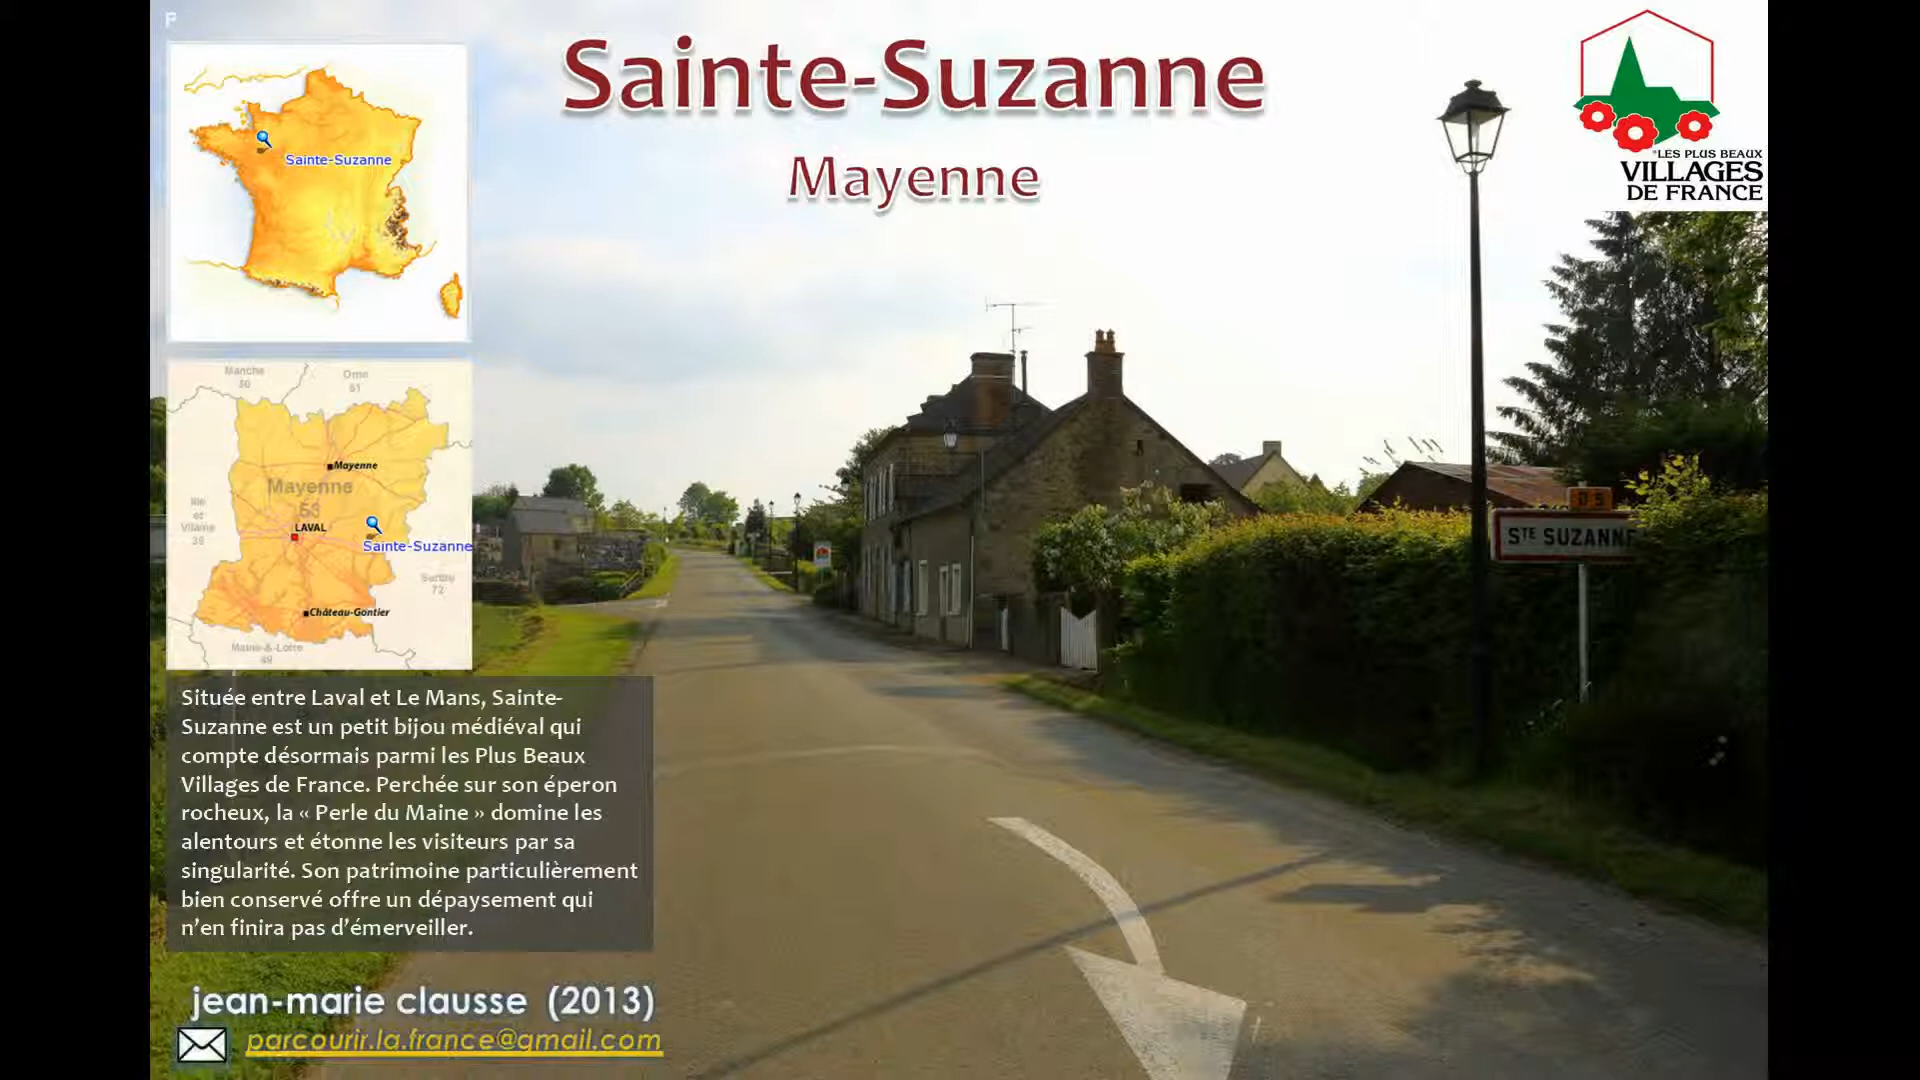 P
Sainte-Suzanne
Mayenne
*LES PLUS BEAUX
VILLAGES
DE FRANCE
Sainte-Suzanne
Manche
50
Orne
61
Mayenne
Mayenne
53
Ille
et
Vilaine
LAVAL
Sainte-Suzanne
Sarthe
72
Château-Gontier
Maine-&-Loire
49
D 9
STE SUZANNE
Située entre Laval et Le Mans, Sainte-
Suzanne est un petit bijou médiéval qui
compte désormais parmi les Plus Beaux
Villages de France. Perchée sur son éperon
rocheux, la « Perle du Maine » domine les
alentours et étonne les visiteurs par sa
singularité. Son patrimoine particulièrement
bien conservé offre un dépaysement qui
n’en finira pas d’émerveiller.
jean-marie clausse (2013)
parcourir.la.france@gmail.com